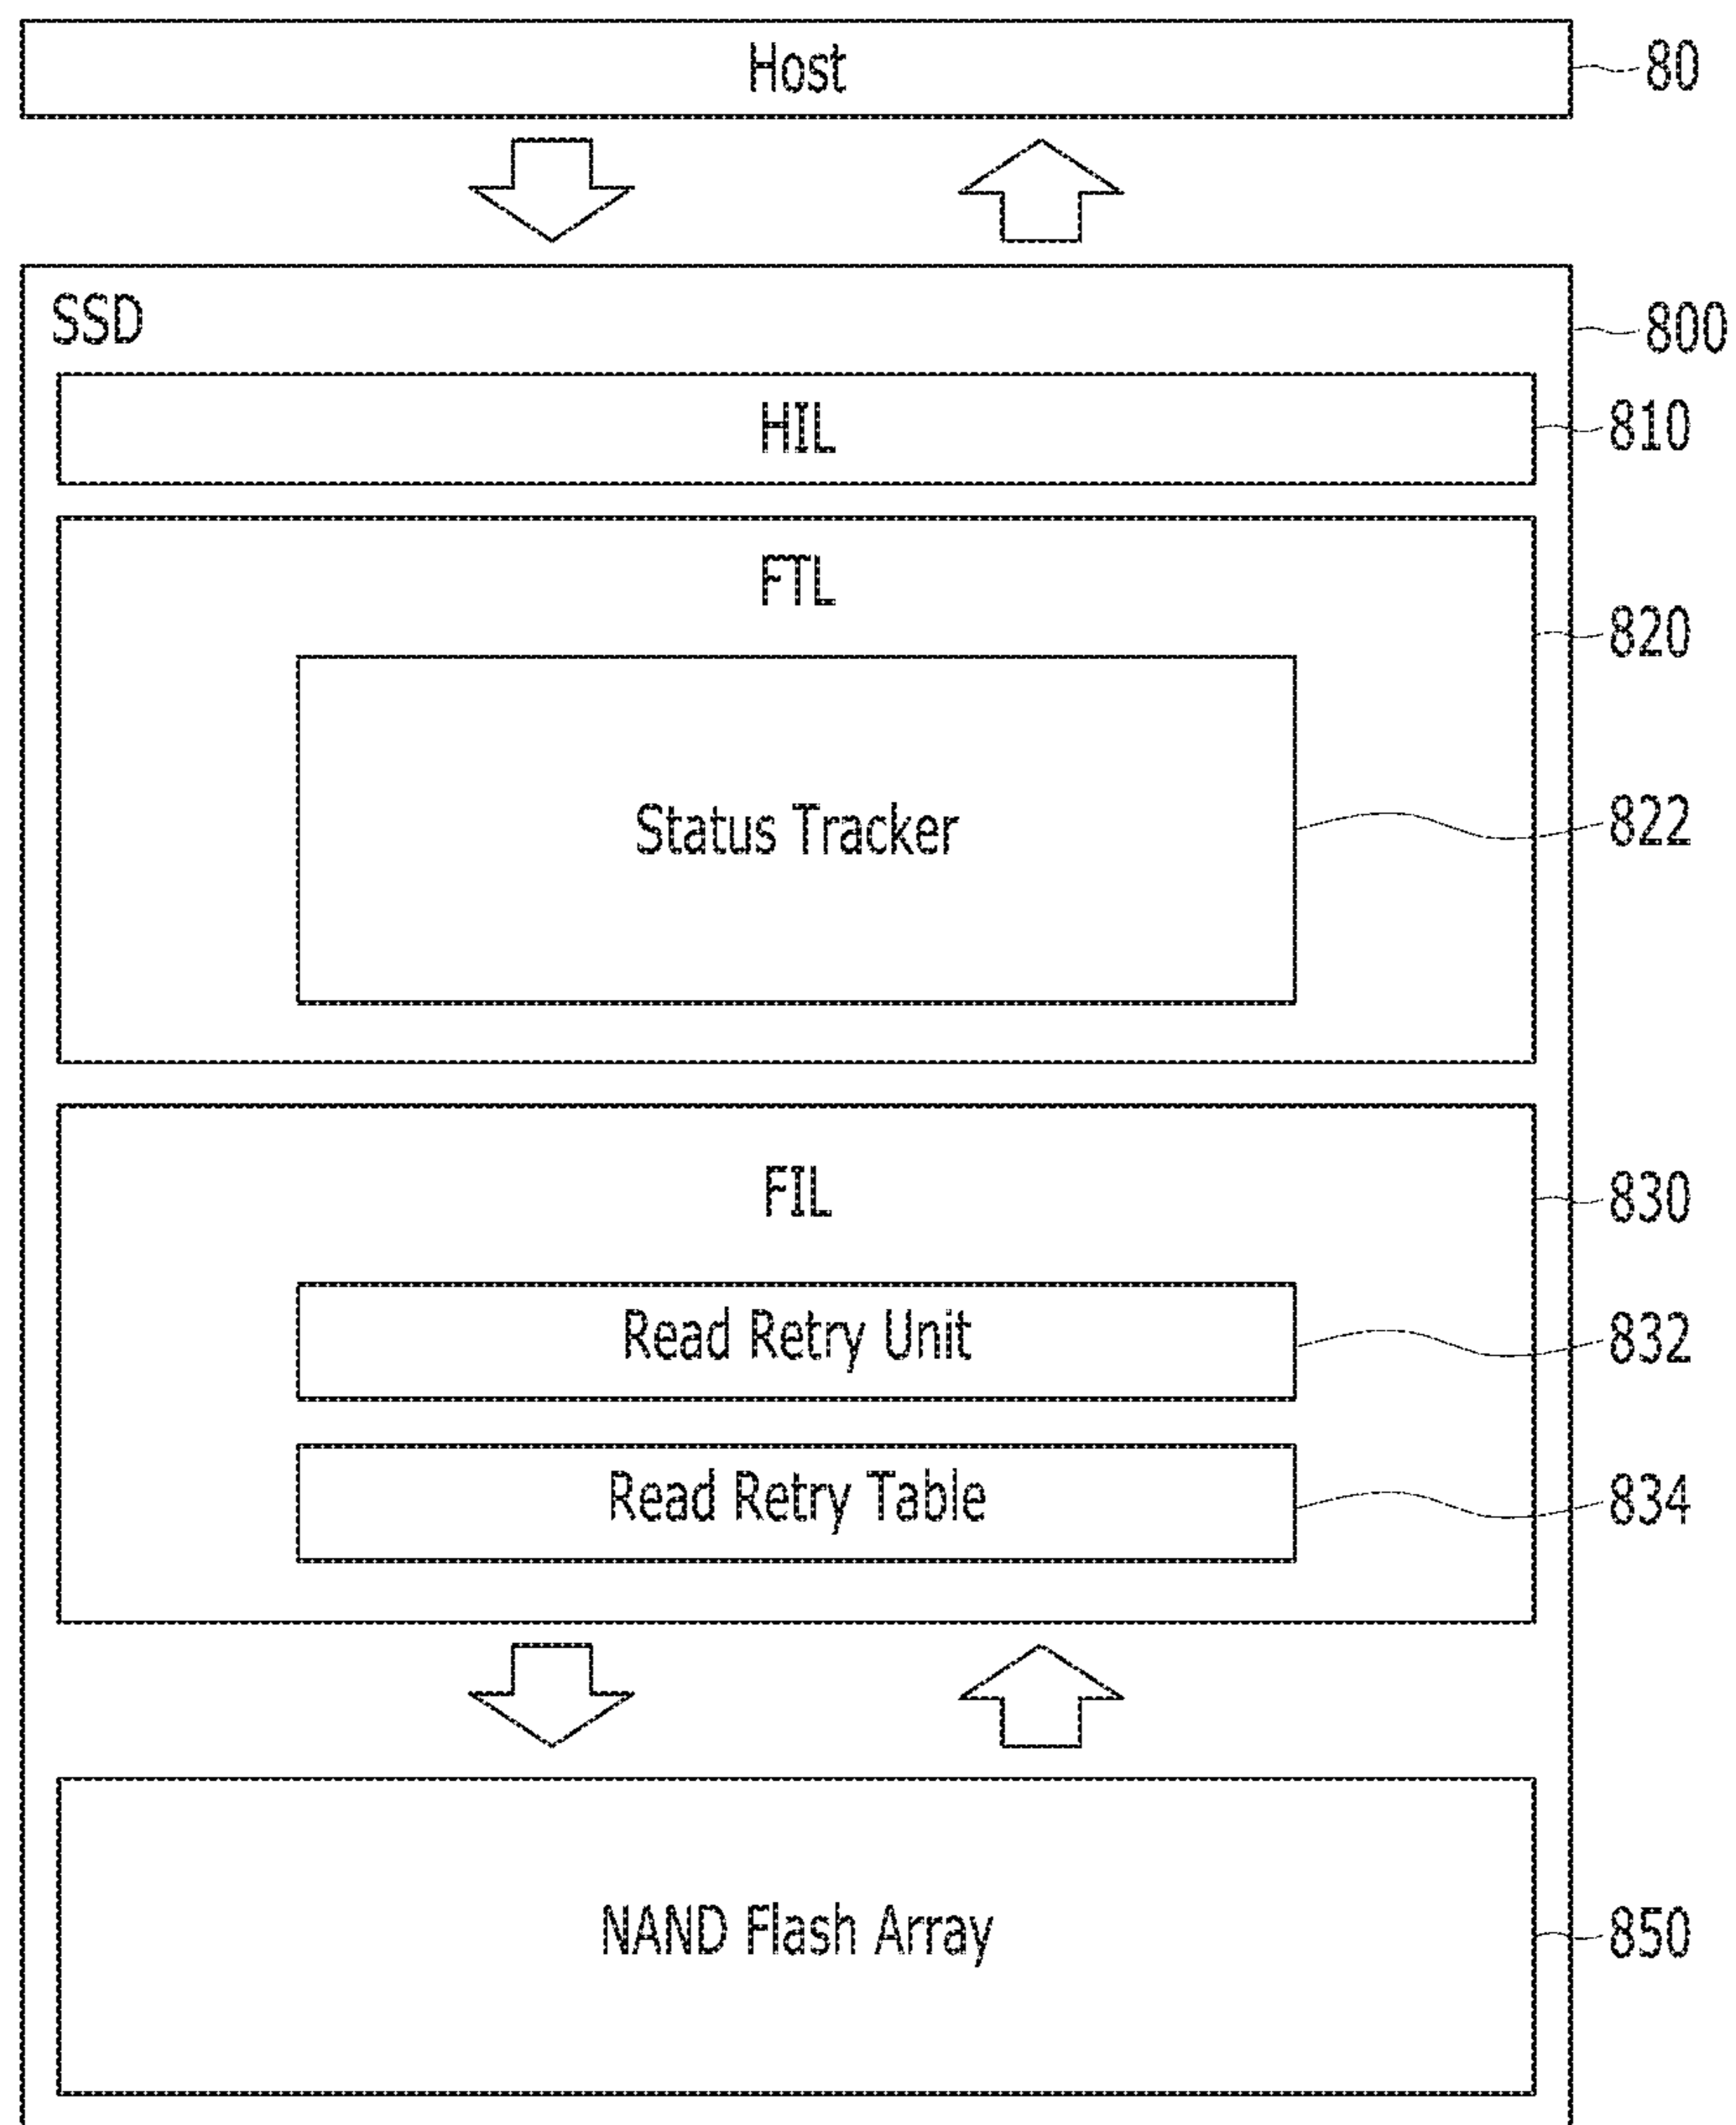 Host
80
SSD
800
HIL
810
FTL
820
Status Tracker
822
FIL
830
Read Retry Unit
832
Read Retry Table
834
NAND Flash Array
850